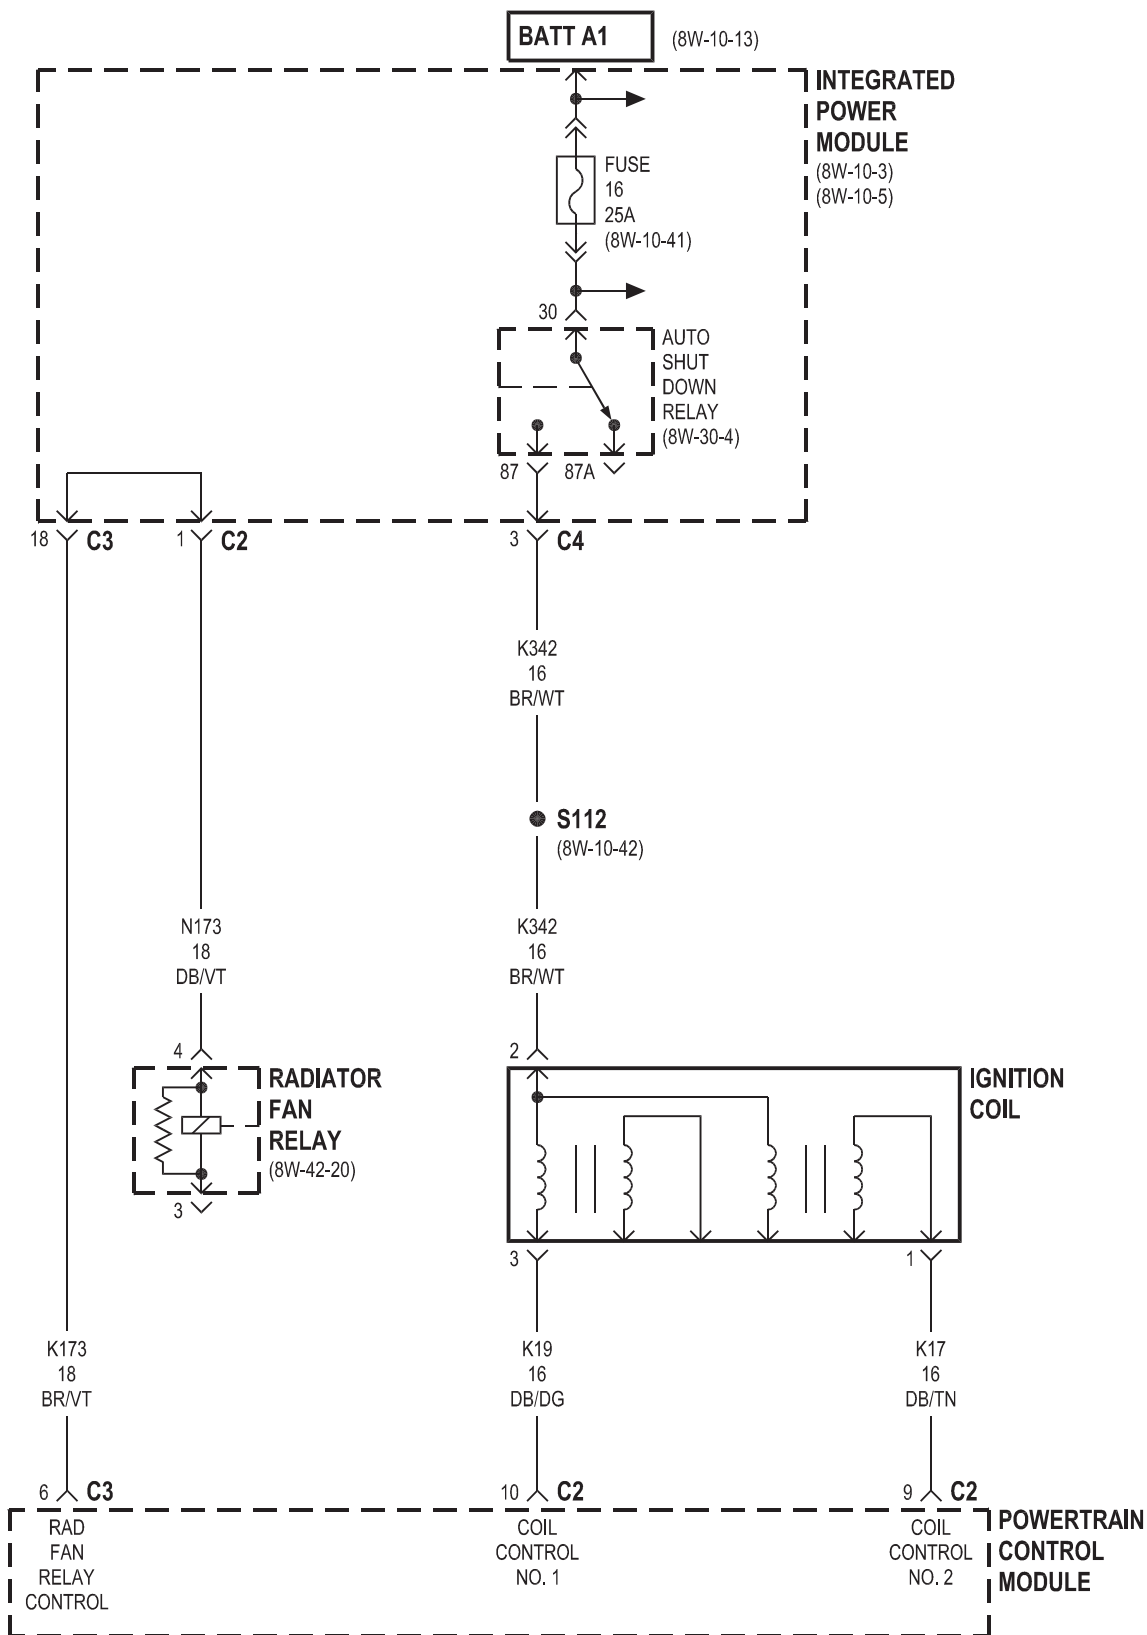 BATT A1
(8W-10-13)
INTEGRATED
POWER
MODULE
(8W-10-3)
(8W-10-5)
FUSE
16
25A
(8W-10-41)
30
AUTO
SHUT
DOWN
RELAY
(8W-30-4)
87
87A
18
C3
1
C2
3
C4
K342
16
BR/WT
S112
(8W-10-42)
N173
18
DB/VT
K342
16
BR/WT
4
RADIATOR
FAN
RELAY
(8W-42-20)
3
2
IGNITION
COIL
3
1
K173
18
BR/VT
K19
16
DB/DG
K17
16
DB/TN
6
C3
10
C2
9
C2
RAD
FAN
RELAY
CONTROL
COIL
CONTROL
NO. 1
COIL
CONTROL
NO. 2
POWERTRAIN
CONTROL
MODULE